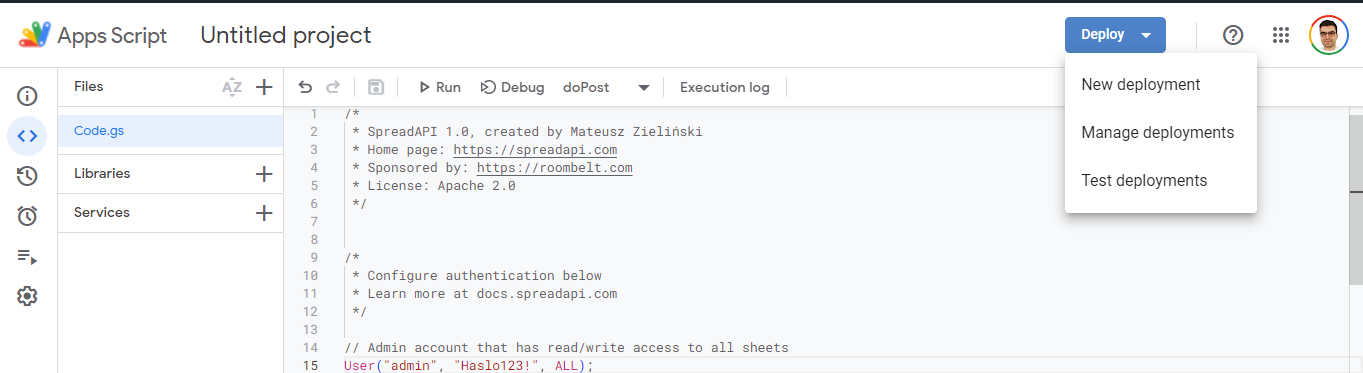 Apps Script
Untitled project
Deploy
New deployment
Manage deployments
Test deployments
Files
AZ
Code.gs
Libraries
Services
Run
Debug
doPost
Execution log
1 /*
2 * SpreadAPI 1.0, created by Mateusz Zieliński
3 * Home page: https://spreadapi.com
4 * Sponsored by: https://roombelt.com
5 * License: Apache 2.0
6 */
7
8
9 /*
10 * Configure authentication below
11 * Learn more at docs.spreadapi.com
12 */
13
14 // Admin account that has read/write access to all sheets
15 User("admin", "Haslo123!", ALL);